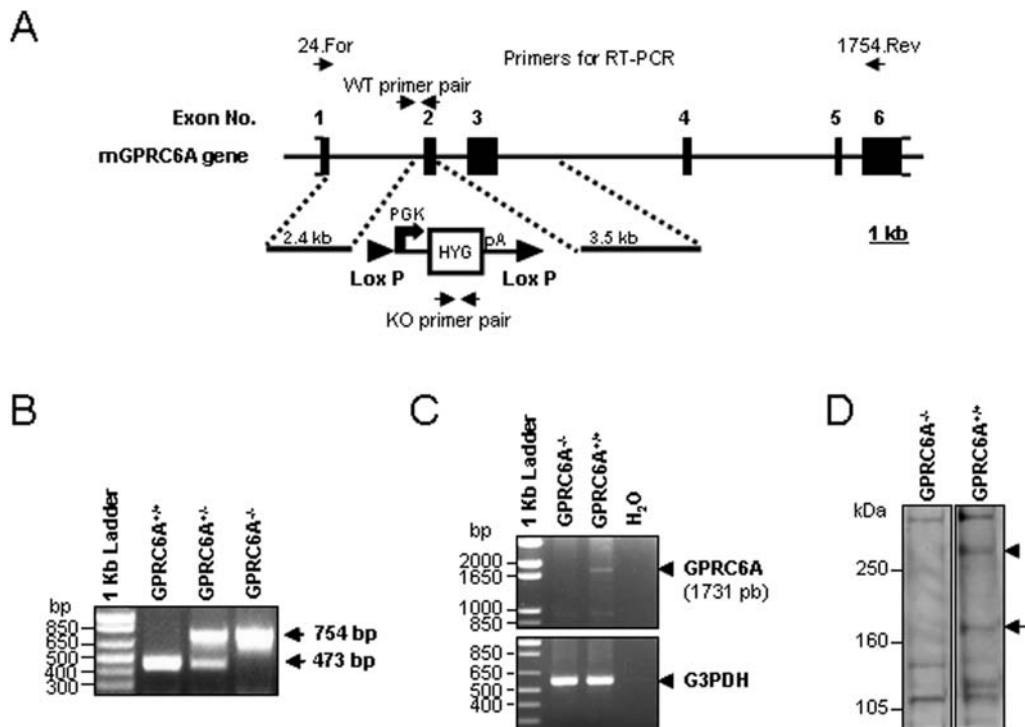 A
24.For
Primers for RT-PCR
1754.Rev
WT primer pair
Exon No.
1
2
3
4
5
6
mGPRC6A gene
1 kb
2.4 kb
PGK
HYG
pA
3.5 kb
Lox P
Lox P
KO primer pair
B
1 Kb Ladder
GPRC6A+/+
GPRC6A+/-
GPRC6A-/-
bp
850
650
500
400
300
754 bp
473 bp
C
1 Kb Ladder
GPRC6A-/-
GPRC6A+/+
H2O
bp
2000
1650
1000
850
GPRC6A
(1731 pb)
850
650
500
400
G3PDH
D
GPRC6A-/-
GPRC6A+/+
kDa
250
160
105